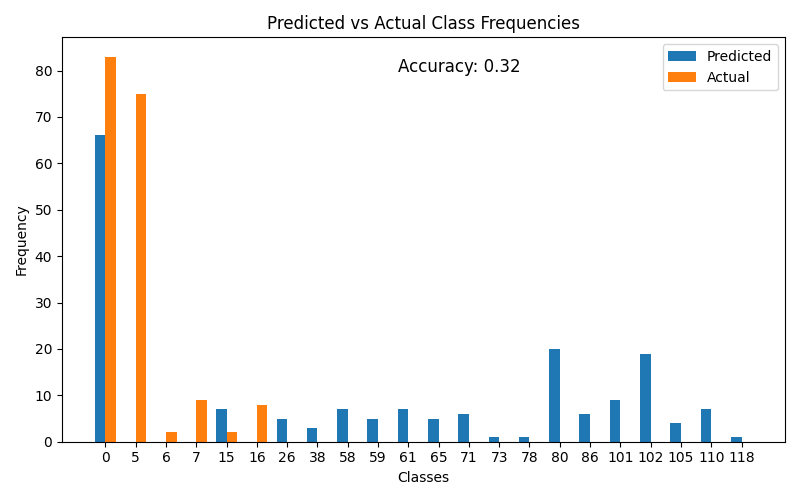 Predicted vs Actual Class Frequencies
Accuracy: 0.32
Predicted
Actual
Frequency
80
70
60
50
40
30
20
10
0
0 5 6 7 15 16 26 38 58 59 61 65 71 73 78 80 86 101 102 105 110 118
Classes